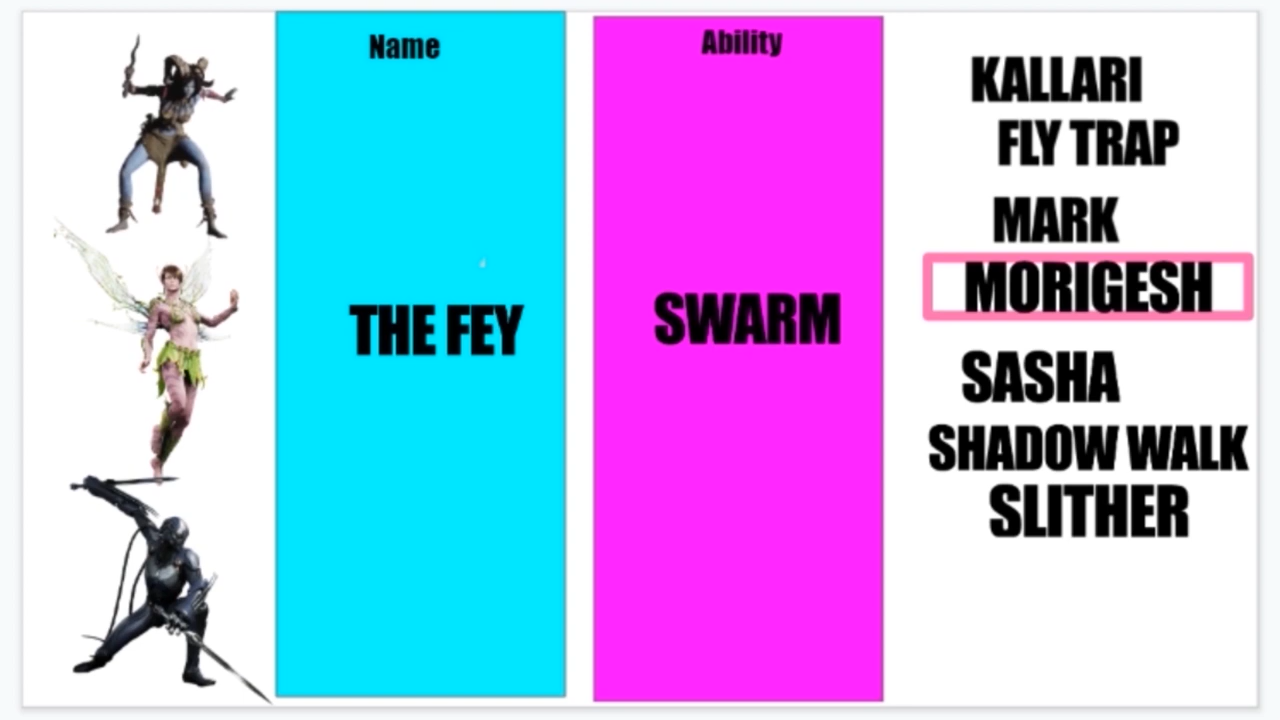 Name
Ability
THE FEY
SWARM
KALLARI
FLY TRAP
MARK
MORIGESH
SASHA
SHADOW WALK
SLITHER